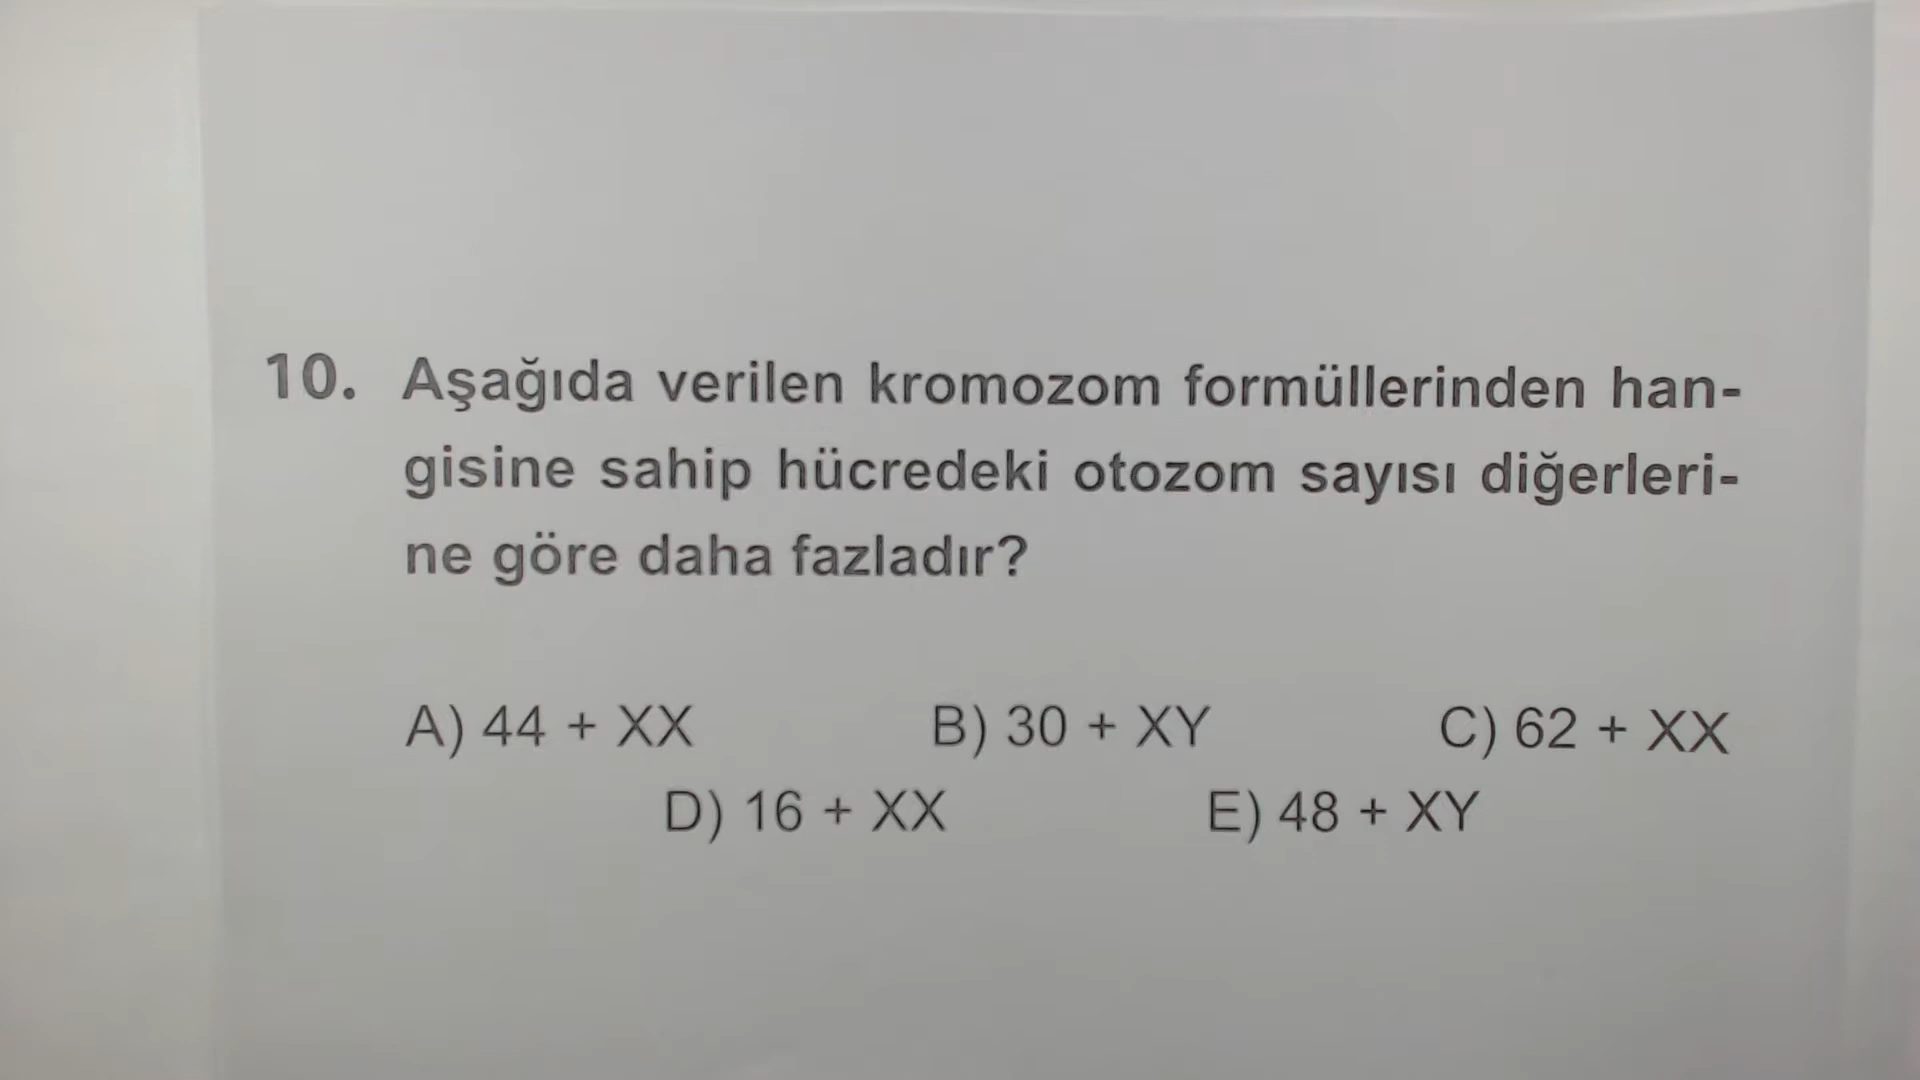 10. Aşağıda verilen kromozom formüllerinden han-
gisine sahip hücredeki otozom sayısı diğerleri-
ne göre daha fazladır?
A) 44 + XX B) 30 + XY C) 62 + XX
D) 16 + XX E) 48 + XY